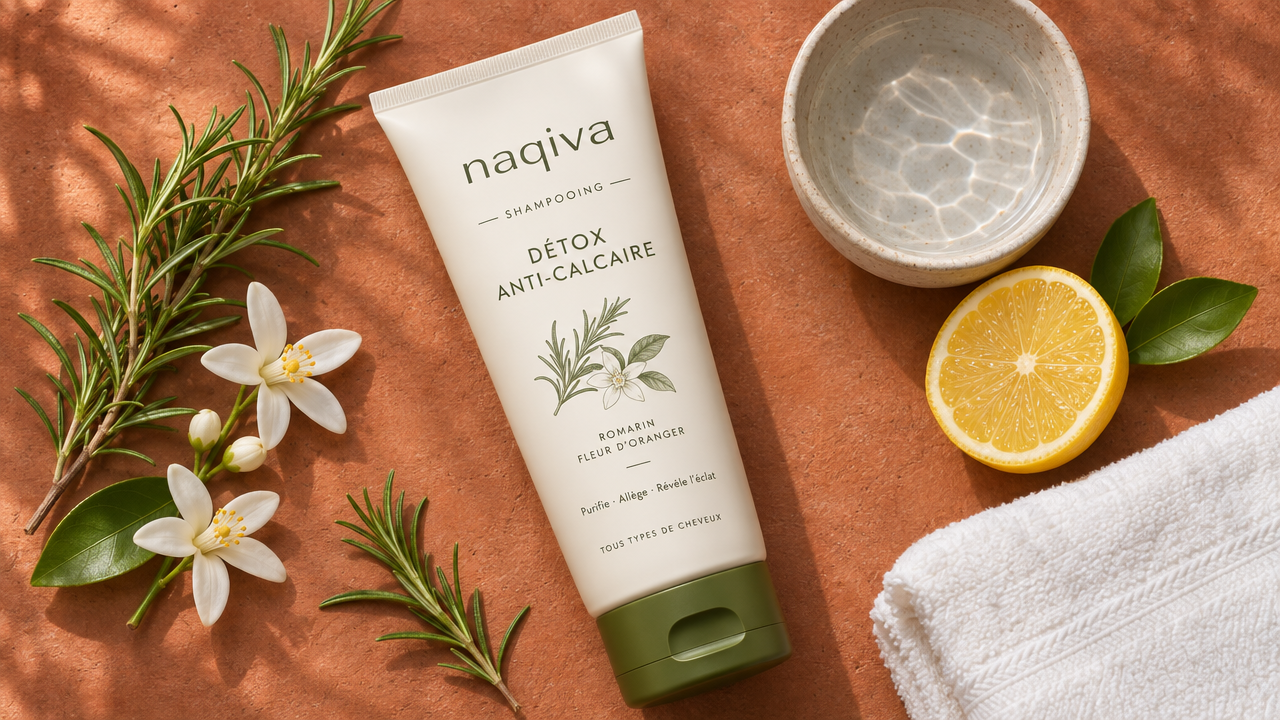 naqiva
SHAMPOOING
DÉTOX
ANTI-CALCAIRE
ROMARIN
FLEUR D'ORANGER
Purifie · Allège · Révèle l'éclat
TOUS TYPES DE CHEVEUX